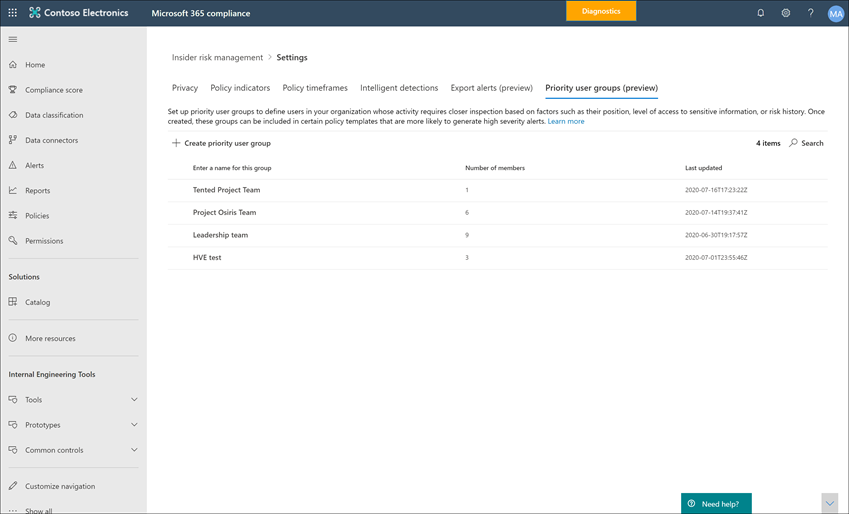 Contoso Electronics
Microsoft 365 compliance
Diagnostics
?
MA
Home
Compliance score
Data classification
Data connectors
Alerts
Reports
Policies
Permissions
Solutions
Catalog
More resources
Internal Engineering Tools
Tools
Prototypes
Common controls
Customize navigation
Show all
Insider risk management > Settings
Privacy Policy indicators Policy timeframes Intelligent detections Export alerts (preview) Priority user groups (preview)
Set up priority user groups to define users in your organization whose activity requires closer inspection based on factors such as their position, level of access to sensitive information, or risk history. Once
created, these groups can be included in certain policy templates that are more likely to generate high severity alerts. Learn more
+ Create priority user group 4 items Search
Enter a name for this group Number of members Last updated
Tented Project Team 1 2020-07-16T17:23:22Z
Project Osiris Team 6 2020-07-14T19:37:41Z
Leadership team 9 2020-06-30T19:17:57Z
HVE test 3 2020-07-01T23:55:46Z
Need help?